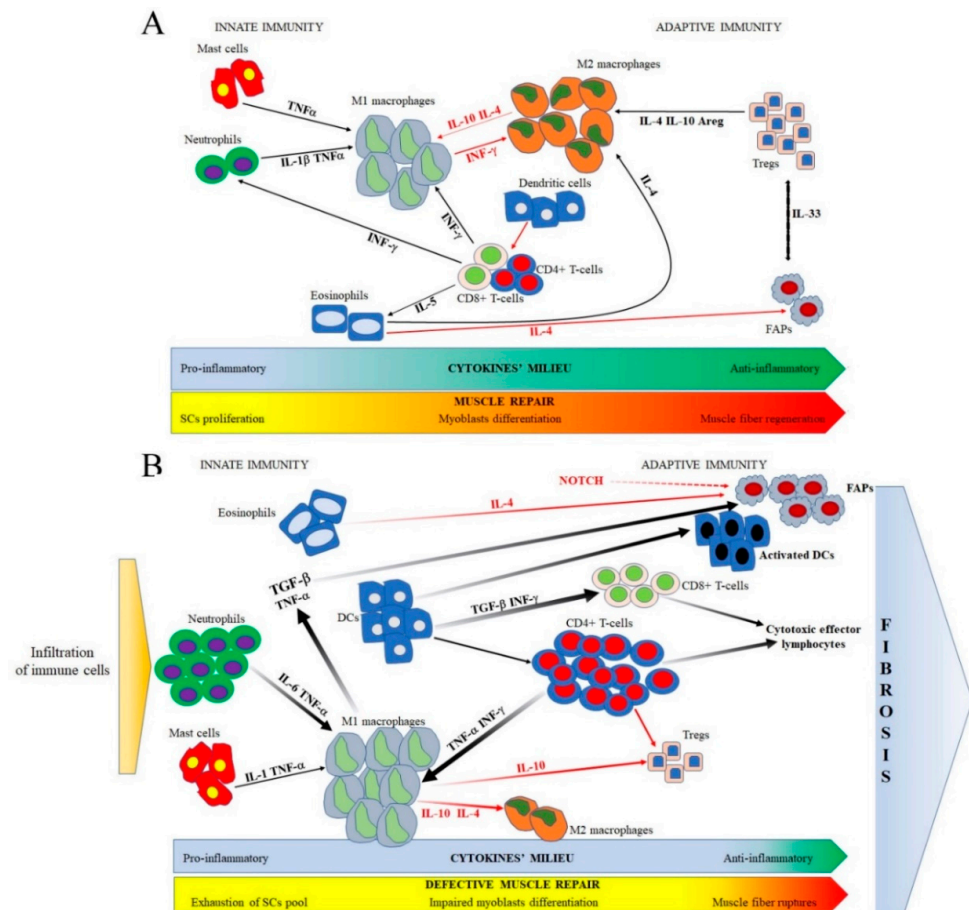 A
INNATE IMMUNITY
ADAPTIVE IMMUNITY
Mast cells
M2 macrophages
TNFα
M1 macrophages
IL-10 IL-4
IL-4 IL-10 Areg
Neutrophils
IL-1β TNFα
INF-γ
Tregs
Dendritic cells
IL-4
INF-γ
IL-33
INF-γ
CD4+ T-cells
CD8+ T-cells
IL-5
Eosinophils
IL-4
FAPs
Pro-inflammatory
CYTOKINES' MILIEU
Anti-inflammatory
MUSCLE REPAIR
SCs proliferation
Myoblasts differentiation
Muscle fiber regeneration
B
INNATE IMMUNITY
ADAPTIVE IMMUNITY
NOTCH
FAPs
Eosinophils
IL-4
Activated DCs
TGF-β
TNF-α
CD8+ T-cells
DCs
TGF-β INF-γ
Neutrophils
CD4+ T-cells
Cytotoxic effector
lymphocytes
Infiltration
of immune cells
IL-6 TNF-α
M1 macrophages
TNF-α INF-γ
Mast cells
Tregs
IL-1 TNF-α
IL-10
IL-10 IL-4
M2 macrophages
FIBROSIS
Pro-inflammatory
CYTOKINES' MILIEU
Anti-inflammatory
DEFECTIVE MUSCLE REPAIR
Exhaustion of SCs pool
Impaired myoblasts differentiation
Muscle fiber ruptures